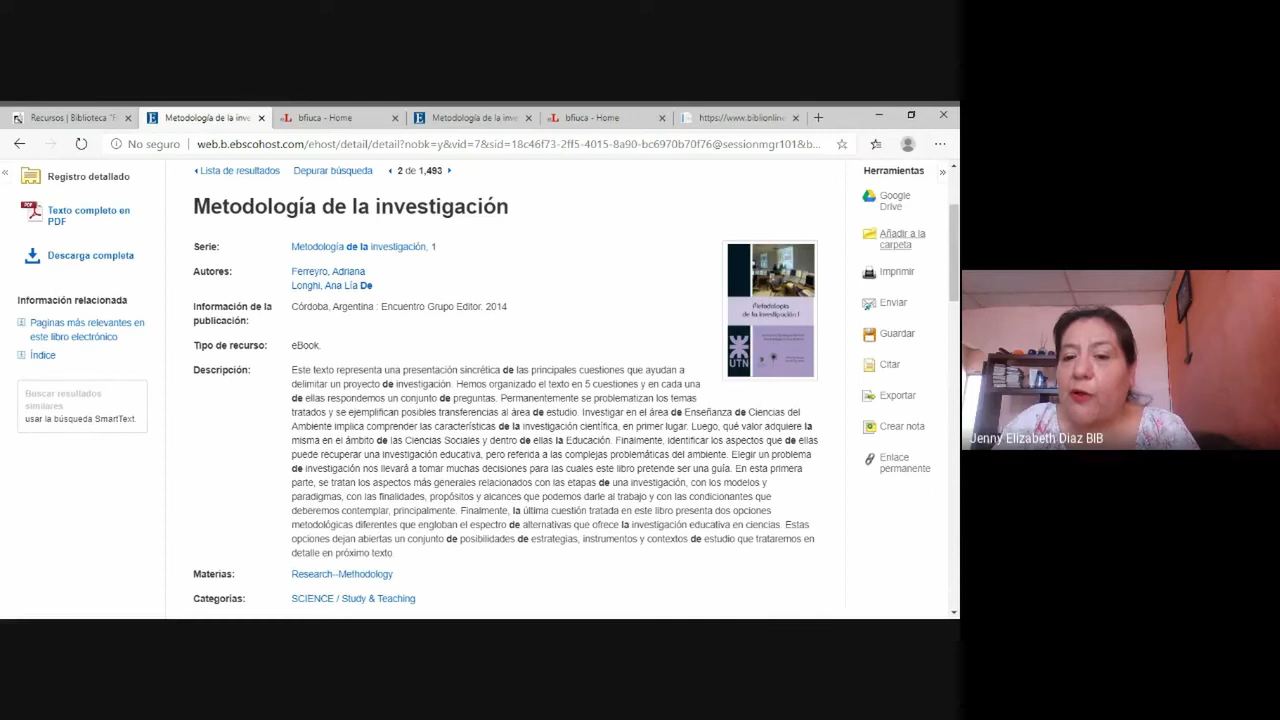 Recursos | Biblioteca "F
Metodología de la inve
bfiuca - Home
Metodología de la inve
bfiuca - Home
https://www.biblionline
No seguro
web.b.ebscohost.com/ehost/detail/detail?nobk=y&vid=7&sid=18c46f73-2ff5-4015-8a90-bc6970b70f76@sessionmgr101&b...
Registro detallado
Texto completo en
PDF
Descarga completa
Información relacionada
Paginas más relevantes en
este libro electrónico
Índice
Buscar resultados
similares
usar la búsqueda SmartText.
Lista de resultados
Depurar búsqueda
2 de 1,493
Metodología de la investigación
Serie:
Metodología de la investigación, 1
Autores:
Ferreyro, Adriana
Longhi, Ana Lía De
Información de la
publicación:
Córdoba, Argentina : Encuentro Grupo Editor. 2014
Tipo de recurso:
eBook.
Descripción:
Este texto representa una presentación sincrética de las principales cuestiones que ayudan a
delimitar un proyecto de investigación. Hemos organizado el texto en 5 cuestiones y en cada una
de ellas respondemos un conjunto de preguntas. Permanentemente se problematizan los temas
tratados y se ejemplifican posibles transferencias al área de estudio. Investigar en el área de Enseñanza de Ciencias del
Ambiente implica comprender las características de la investigación científica, en primer lugar. Luego, qué valor adquiere la
misma en el ámbito de las Ciencias Sociales y dentro de ellas la Educación. Finalmente, identificar los aspectos que de ellas
puede recuperar una investigación educativa, pero referida a las complejas problemáticas del ambiente. Elegir un problema
de investigación nos llevará a tomar muchas decisiones para las cuales este libro pretende ser una guía. En esta primera
parte, se tratan los aspectos más generales relacionados con las etapas de una investigación, con los modelos y
paradigmas, con las finalidades, propósitos y alcances que podemos darle al trabajo y con las condicionantes que
deberemos contemplar, principalmente. Finalmente, la última cuestión tratada en este libro presenta dos opciones
metodológicas diferentes que engloban el espectro de alternativas que ofrece la investigación educativa en ciencias. Estas
opciones dejan abiertas un conjunto de posibilidades de estrategias, instrumentos y contextos de estudio que trataremos en
detalle en próximo texto
Materias:
Research--Methodology
Categorías:
SCIENCE / Study & Teaching
Metodología
de la investigación I
UTN
Herramientas
Google
Drive
Añadir a la
carpeta
Imprimir
Enviar
Guardar
Citar
Exportar
Crear nota
Enlace
permanente
Jenny Elizabeth Diaz BIB